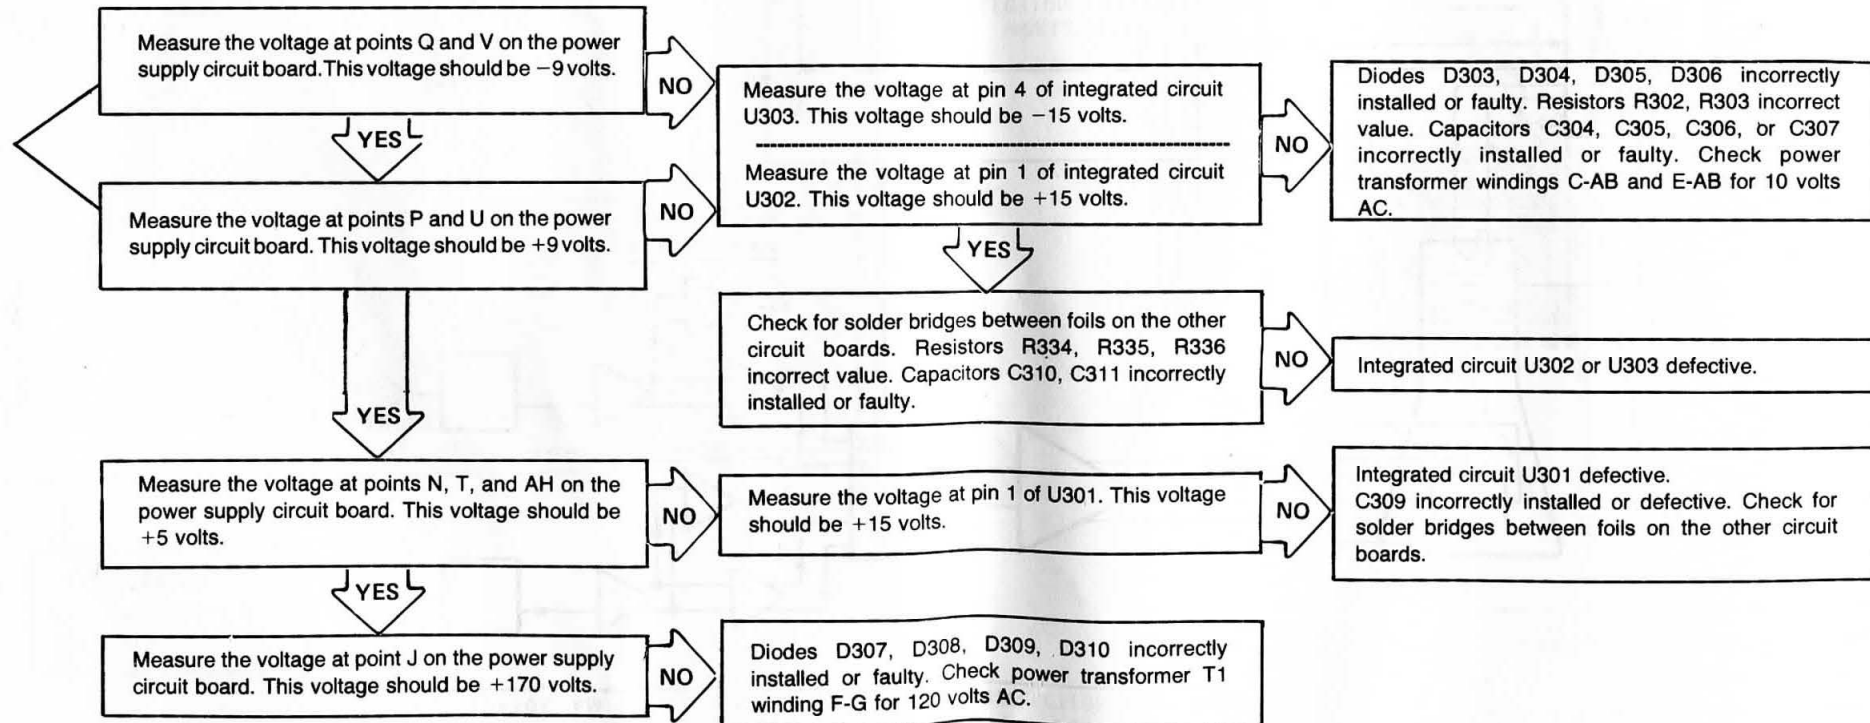 Measure the voltage at points Q and V on the power
supply circuit board. This voltage should be −9 volts.
NO
YES
Measure the voltage at points P and U on the power
supply circuit board. This voltage should be +9 volts.
NO
Measure the voltage at pin 4 of integrated circuit
U303. This voltage should be −15 volts.
Measure the voltage at pin 1 of integrated circuit
U302. This voltage should be +15 volts.
NO
Diodes D303, D304, D305, D306 incorrectly
installed or faulty. Resistors R302, R303 incorrect
value. Capacitors C304, C305, C306, or C307
incorrectly installed or faulty. Check power
transformer windings C-AB and E-AB for 10 volts
AC.
YES
Check for solder bridges between foils on the other
circuit boards. Resistors R334, R335, R336
incorrect value. Capacitors C310, C311 incorrectly
installed or faulty.
NO
Integrated circuit U302 or U303 defective.
YES
Measure the voltage at points N, T, and AH on the
power supply circuit board. This voltage should be
+5 volts.
NO
Measure the voltage at pin 1 of U301. This voltage
should be +15 volts.
NO
Integrated circuit U301 defective.
C309 incorrectly installed or defective. Check for
solder bridges between foils on the other circuit
boards.
YES
Measure the voltage at point J on the power supply
circuit board. This voltage should be +170 volts.
NO
Diodes D307, D308, D309, D310 incorrectly
installed or faulty. Check power transformer T1
winding F-G for 120 volts AC.